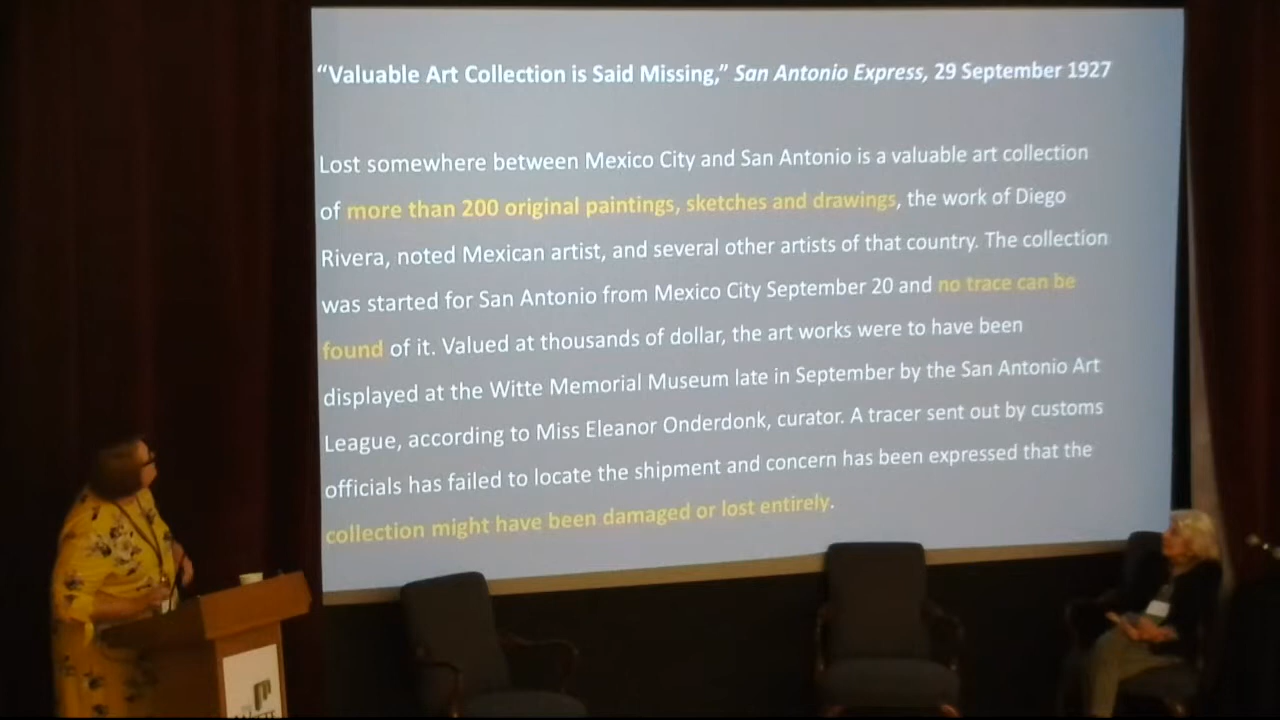 “Valuable Art Collection is Said Missing,” San Antonio Express, 29 September 1927
Lost somewhere between Mexico City and San Antonio is a valuable art collection
of more than 200 original paintings, sketches and drawings, the work of Diego
Rivera, noted Mexican artist, and several other artists of that country. The collection
was started for San Antonio from Mexico City September 20 and no trace can be
found of it. Valued at thousands of dollar, the art works were to have been
displayed at the Witte Memorial Museum late in September by the San Antonio Art
League, according to Miss Eleanor Onderdonk, curator. A tracer sent out by customs
officials has failed to locate the shipment and concern has been expressed that the
collection might have been damaged or lost entirely.